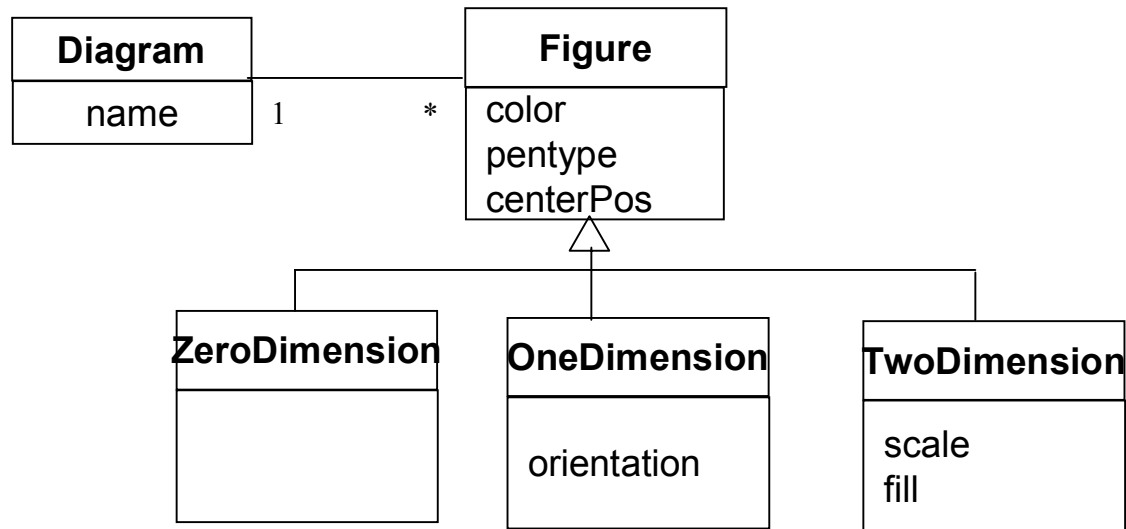 Diagram
name
1
*
Figure
color
pentype
centerPos
ZeroDimension
OneDimension
orientation
TwoDimension
scale
fill